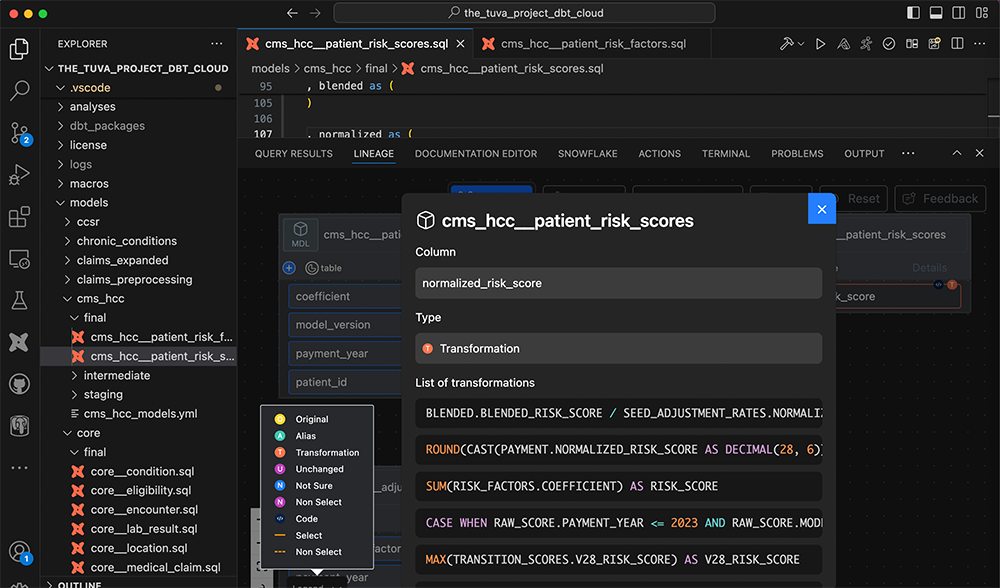 the_tuva_project_dbt_cloud
EXPLORER
THE_TUVA_PROJECT_DBT_CLOUD
.vscode
analyses
dbt_packages
license
logs
macros
models
ccsr
chronic_conditions
claims_expanded
claims_preprocessing
cms_hcc
final
cms_hcc__patient_risk_f...
cms_hcc__patient_risk_s...
intermediate
staging
cms_hcc_models.yml
core
final
core__condition.sql
core__eligibility.sql
core__encounter.sql
core__lab_result.sql
core__location.sql
core__medical_claim.sql
OUTLINE
2
1
cms_hcc__patient_risk_scores.sql
cms_hcc__patient_risk_factors.sql
models > cms_hcc > final > cms_hcc__patient_risk_scores.sql
95 , blended as (
105 )
106
107 , normalized as (
QUERY RESULTS LINEAGE DOCUMENTATION EDITOR SNOWFLAKE ACTIONS TERMINAL PROBLEMS OUTPUT
Reset
Feedback
MDL
cms_hcc__pati
table
coefficient
model_version
payment_year
patient_id
_patient_risk_scores
Details
k_score
T
cms_hcc__patient_risk_scores
Column
normalized_risk_score
Type
T Transformation
List of transformations
BLENDED.BLENDED_RISK_SCORE / SEED_ADJUSTMENT_RATES.NORMALIZ
ROUND(CAST(PAYMENT.NORMALIZED_RISK_SCORE AS DECIMAL(28, 6))
SUM(RISK_FACTORS.COEFFICIENT) AS RISK_SCORE
CASE WHEN RAW_SCORE.PAYMENT_YEAR <= 2023 AND RAW_SCORE.MODE
MAX(TRANSITION_SCORES.V28_RISK_SCORE) AS V28_RISK_SCORE
O Original
A Alias
T Transformation
U Unchanged
N Not Sure
N Non Select
Code
Select
Non Select
_adju
actor
payment_year
Legend